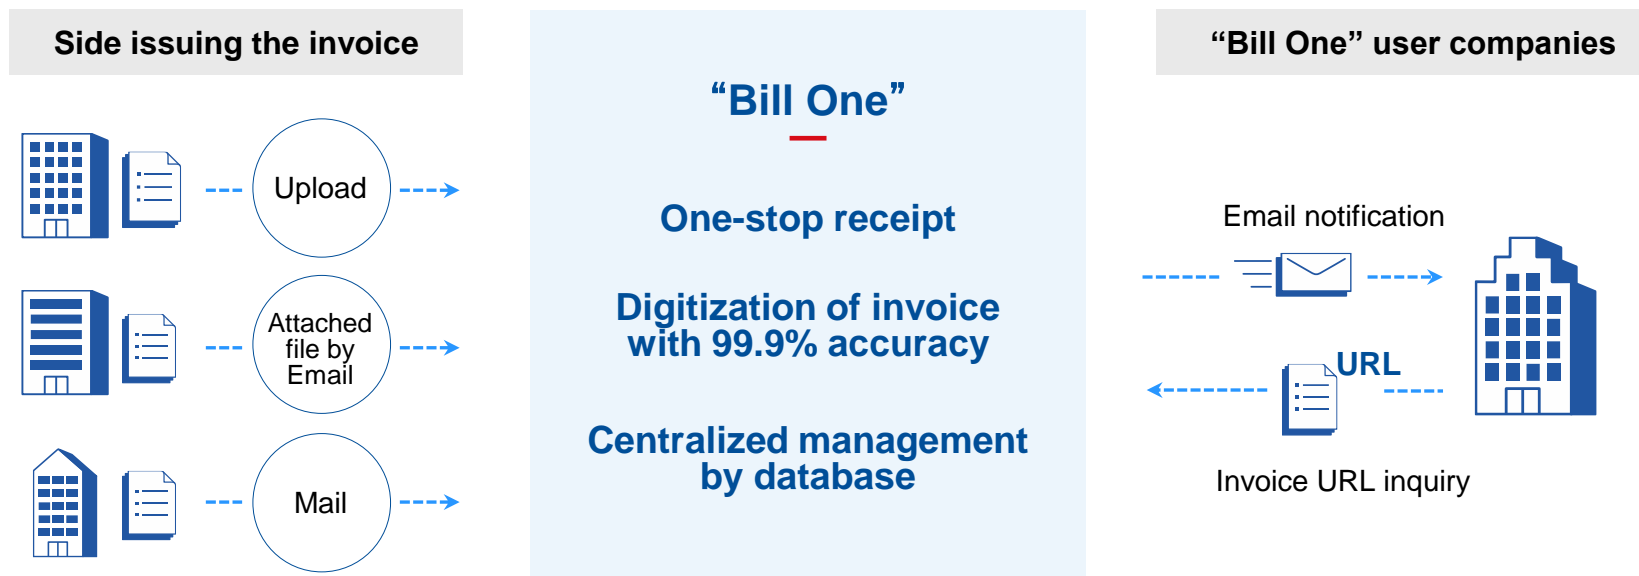 Side issuing the invoice
Upload
Attached
file by
Email
Mail
“Bill One”
One-stop receipt
Digitization of invoice
with 99.9% accuracy
Centralized management
by database
“Bill One” user companies
Email notification
URL
Invoice URL inquiry